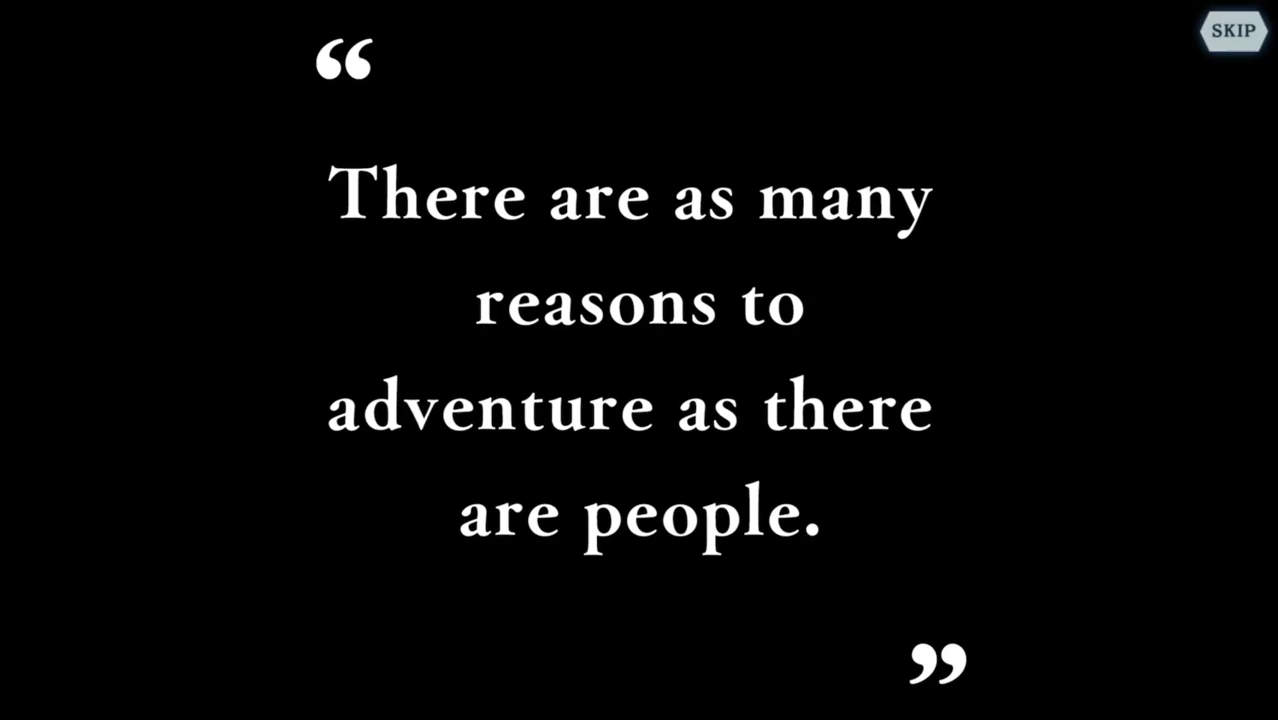 SKIP
“
There are as many
reasons to
adventure as there
are people.
”